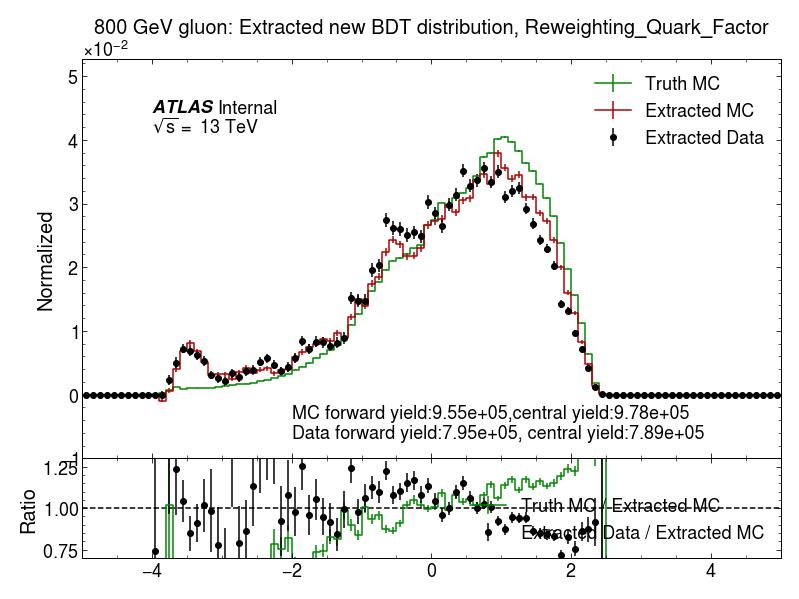 800 GeV gluon: Extracted new BDT distribution, Reweighting_Quark_Factor
×10⁻²
5
4
3
2
1
0
Normalized
ATLAS Internal
√s = 13 TeV
Truth MC
Extracted MC
Extracted Data
MC forward yield:9.55e+05,central yield:9.78e+05
Data forward yield:7.95e+05, central yield:7.89e+05
1.25
1.00
0.75
Ratio
Truth MC / Extracted MC
Extracted Data / Extracted MC
−4 −2 0 2 4